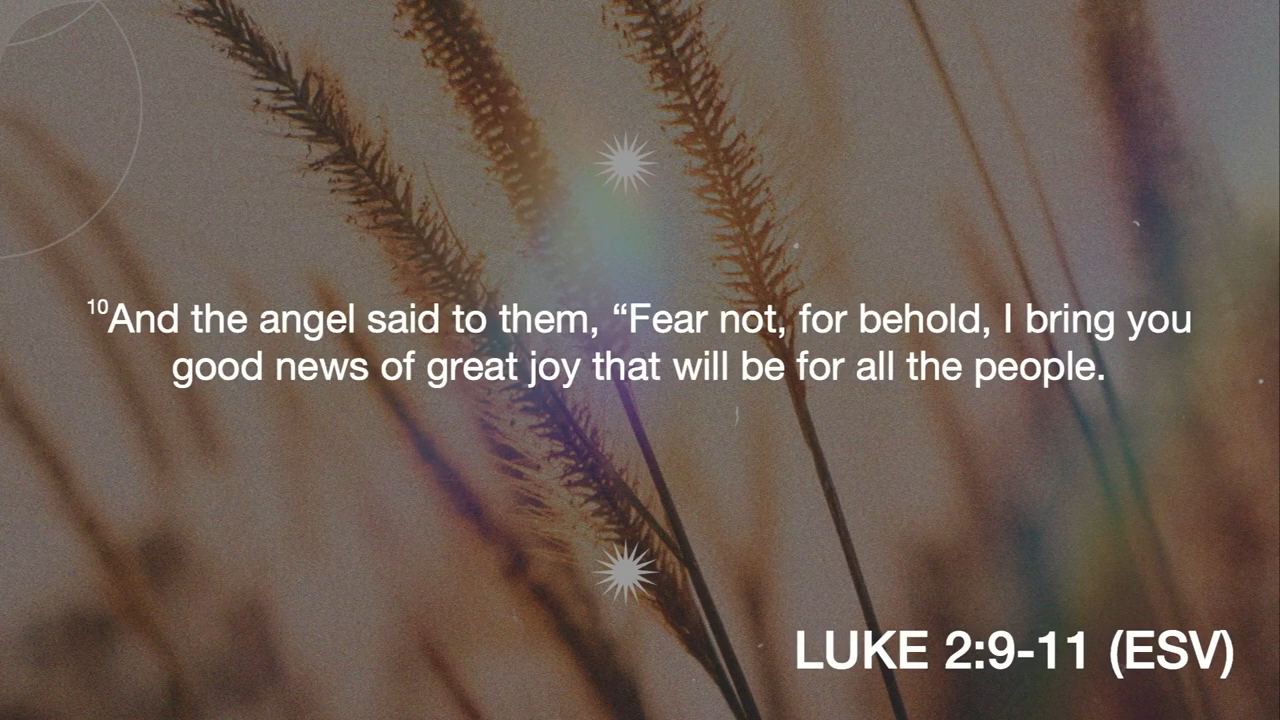 ¹⁰And the angel said to them, “Fear not, for behold, I bring you
good news of great joy that will be for all the people.
LUKE 2:9-11 (ESV)